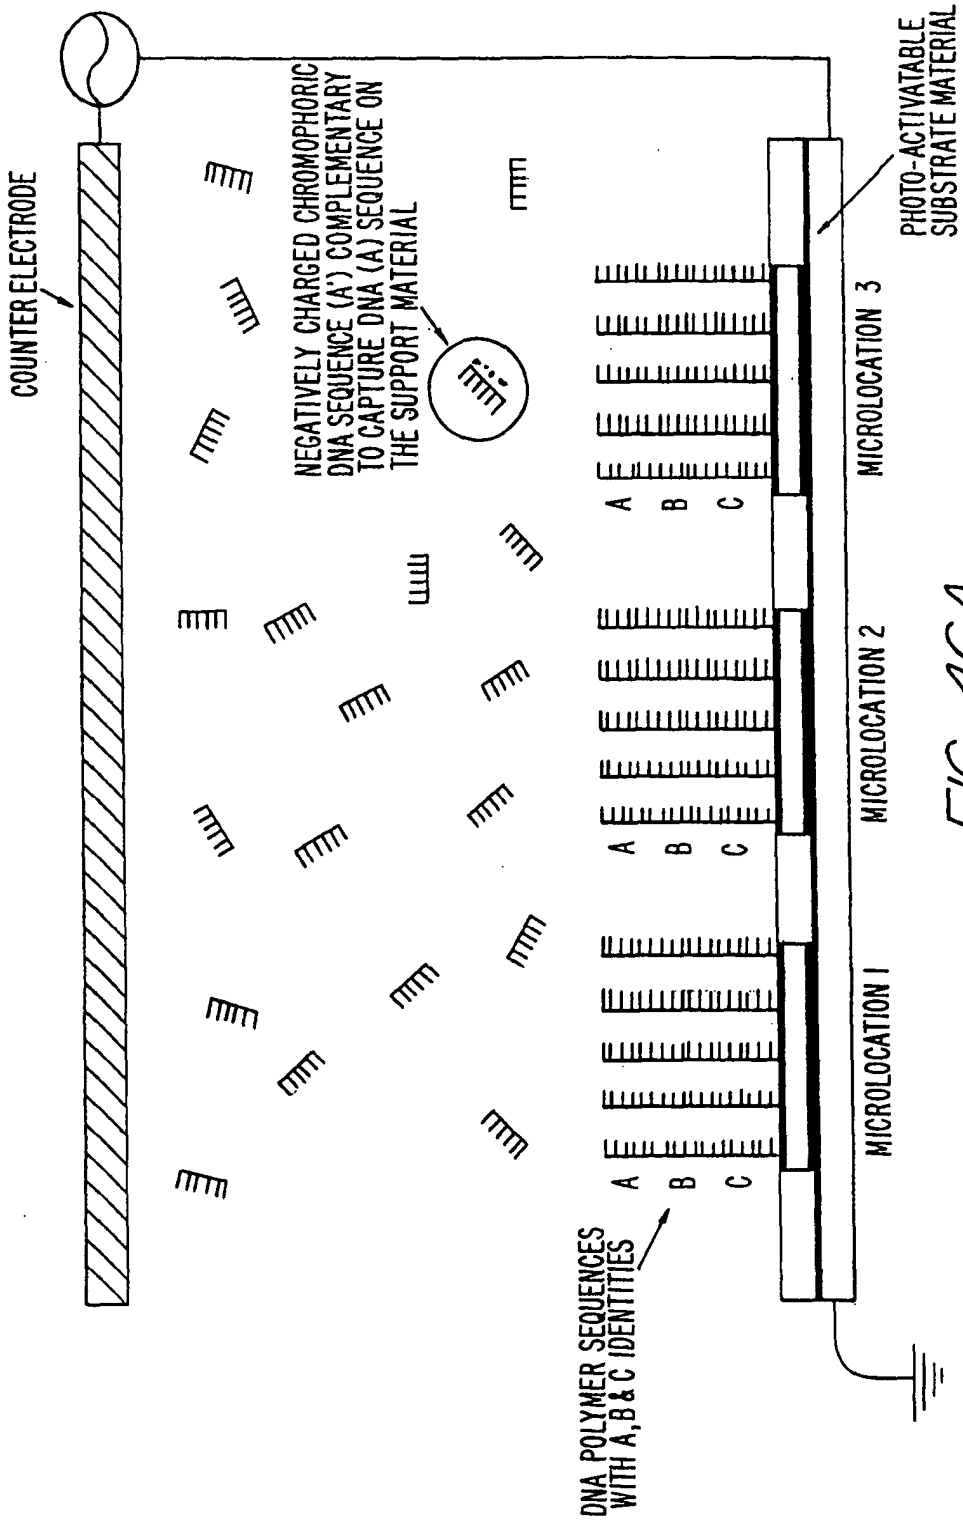 COUNTER ELECTRODE
NEGATIVELY CHARGED CHROMOPHORIC
DNA SEQUENCE (A') COMPLEMENTARY
TO CAPTURE DNA (A) SEQUENCE ON
THE SUPPORT MATERIAL
DNA POLYMER SEQUENCES
WITH A,B & C IDENTITIES
A
B
C
A
B
C
A
B
C
MICROLOCATION 1
MICROLOCATION 2
MICROLOCATION 3
PHOTO-ACTIVATABLE
SUBSTRATE MATERIAL